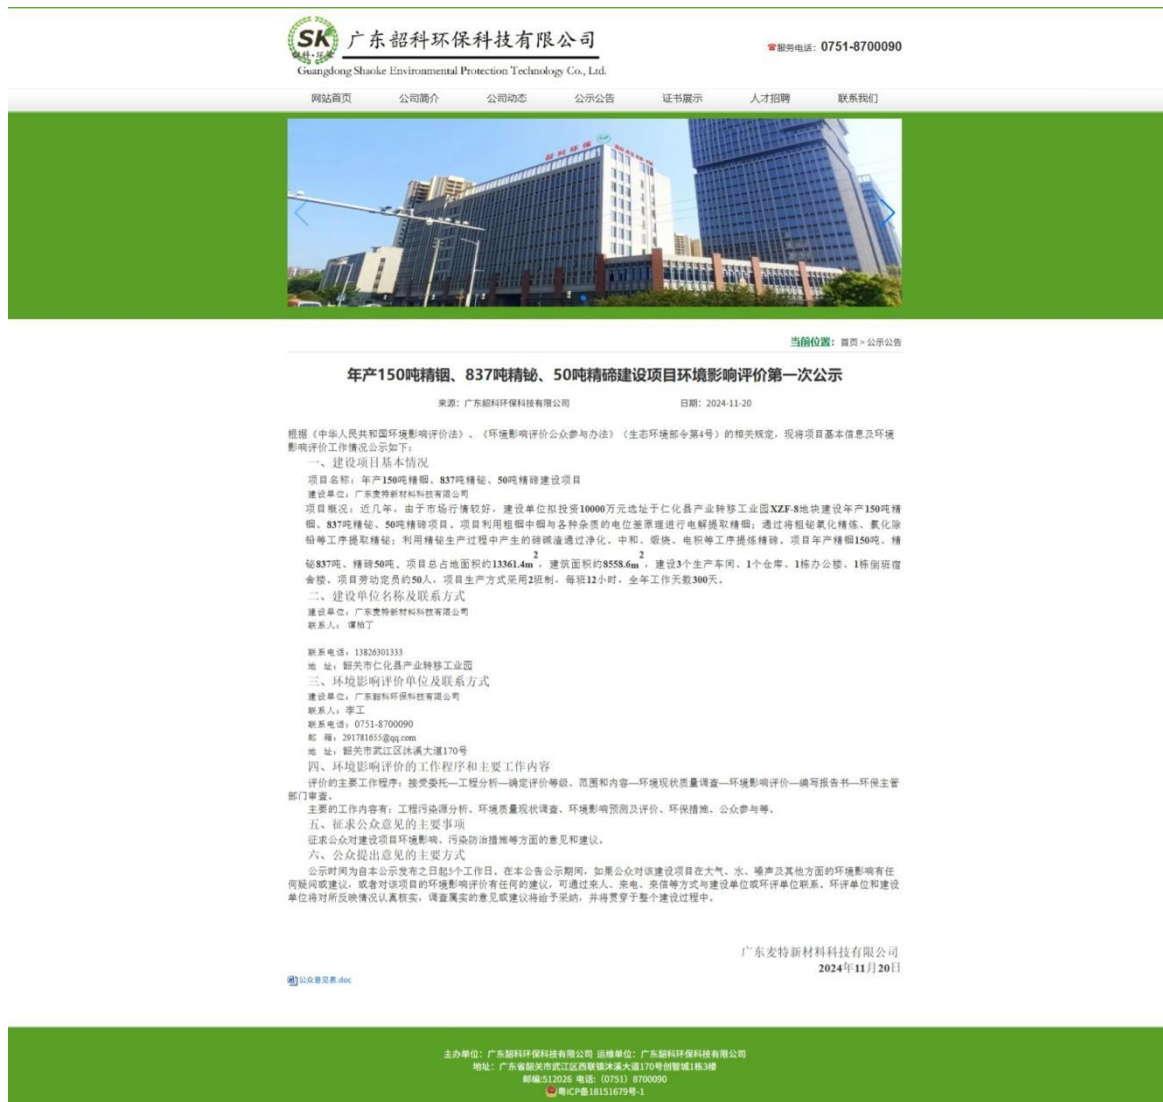 SK
韶科·环保
广东韶科环保科技有限公司
Guangdong Shaoke Environmental Protection Technology Co., Ltd.
☎服务电话：0751-8700090
网站首页 公司简介 公司动态 公示公告 证书展示 人才招聘 联系我们
韶科环保 韶科环保
当前位置：首页 > 公示公告
年产150吨精铟、837吨精铋、50吨精碲建设项目环境影响评价第一次公示
来源：广东韶科环保科技有限公司 日期：2024-11-20
根据《中华人民共和国环境影响评价法》、《环境影响评价公众参与办法》（生态环境部令第4号）的相关规定，现将项目基本信息及环境
影响评价工作情况公示如下：
一、建设项目基本情况
项目名称：年产150吨精铟、837吨精铋、50吨精碲建设项目
建设单位：广东麦特新材料科技有限公司
项目概况：近几年，由于市场行情较好，建设单位拟投资10000万元选址于仁化县产业转移工业园XZF-8地块建设年产150吨精
铟、837吨精铋、50吨精碲项目。项目利用粗铟中铟与各种杂质的电位差原理进行电解提取精铟；通过将粗铋氧化精炼、氯化除
铅等工序提取精铋；利用精铋生产过程中产生的碲碱渣通过净化、中和、煅烧、电积等工序提炼精碲。项目年产精铟150吨、精
铋837吨、精碲50吨。项目总占地面积约13361.4m2，建筑面积约8558.6m2，建设3个生产车间、1个仓库、1栋办公楼、1栋倒班宿
舍楼。项目劳动定员约50人，项目生产方式采用2班制，每班12小时，全年工作天数300天。
二、建设单位名称及联系方式
建设单位：广东麦特新材料科技有限公司
联系人：谭柏丁
联系电话：13826301333
地 址：韶关市仁化县产业转移工业园
三、环境影响评价单位及联系方式
建设单位：广东韶科环保科技有限公司
联系人：李工
联系电话：0751-8700090
邮 箱：291781655@qq.com
地 址：韶关市武江区沐溪大道170号
四、环境影响评价的工作程序和主要工作内容
评价的主要工作程序：接受委托—工程分析—确定评价等级、范围和内容—环境现状质量调查—环境影响评价—编写报告书—环保主管
部门审查。
主要的工作内容有：工程污染源分析、环境质量现状调查、环境影响预测及评价、环保措施、公众参与等。
五、征求公众意见的主要事项
征求公众对建设项目环境影响、污染防治措施等方面的意见和建议。
六、公众提出意见的主要方式
公示时间为自本公示发布之日起5个工作日。在本公告公示期间，如果公众对该建设项目在大气、水、噪声及其他方面的环境影响有任
何疑问或建议，或者对该项目的环境影响评价有任何的建议，可通过来人、来电、来信等方式与建设单位或环评单位联系。环评单位和建设
单位将对所反映情况认真核实，调查属实的意见或建议将给予采纳，并将贯穿于整个建设过程中。
广东麦特新材料科技有限公司
2024年11月20日
公众意见表.doc
主办单位：广东韶科环保科技有限公司 运维单位：广东韶科环保科技有限公司
地址：广东省韶关市武江区西联镇沐溪大道170号创智城1栋3楼
邮编:512026 电话:（0751）8700090
粤ICP备18151679号-1